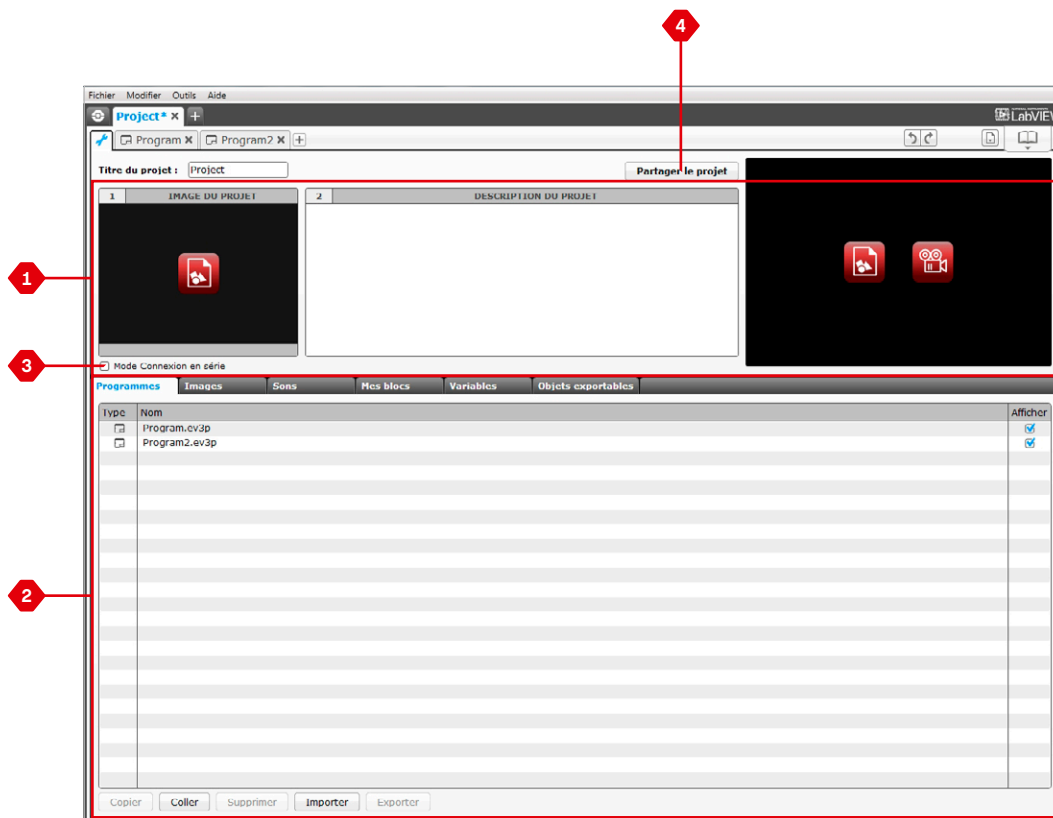 4
Fichier Modifier Outils Aide
Project* × +
LabVIEW
Program × Program2 × +
Titre du projet : Project
Partager le projet
1 IMAGE DU PROJET
2 DESCRIPTION DU PROJET
1
3
Mode Connexion en série
Programmes Images Sons Mes blocs Variables Objets exportables
Type Nom Afficher
Program.ev3p
Program2.ev3p
2
Copier Coller Supprimer Importer Exporter